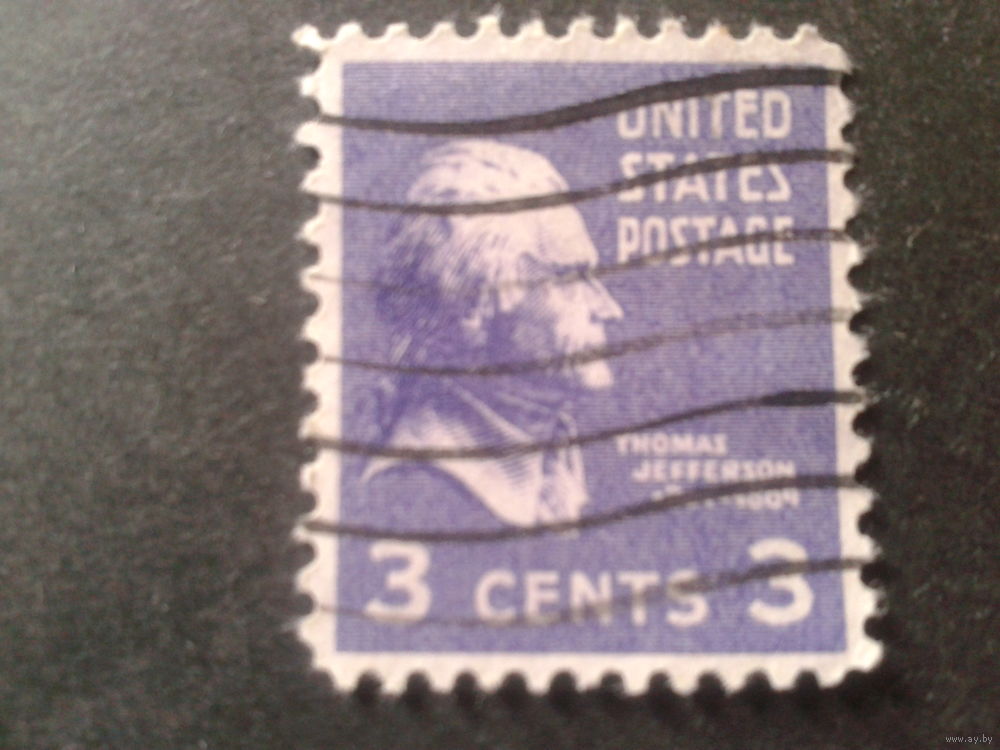 UNITED
STATES
POSTAGE
THOMAS
JEFFERSON
3 CENTS 3
www.ay.by